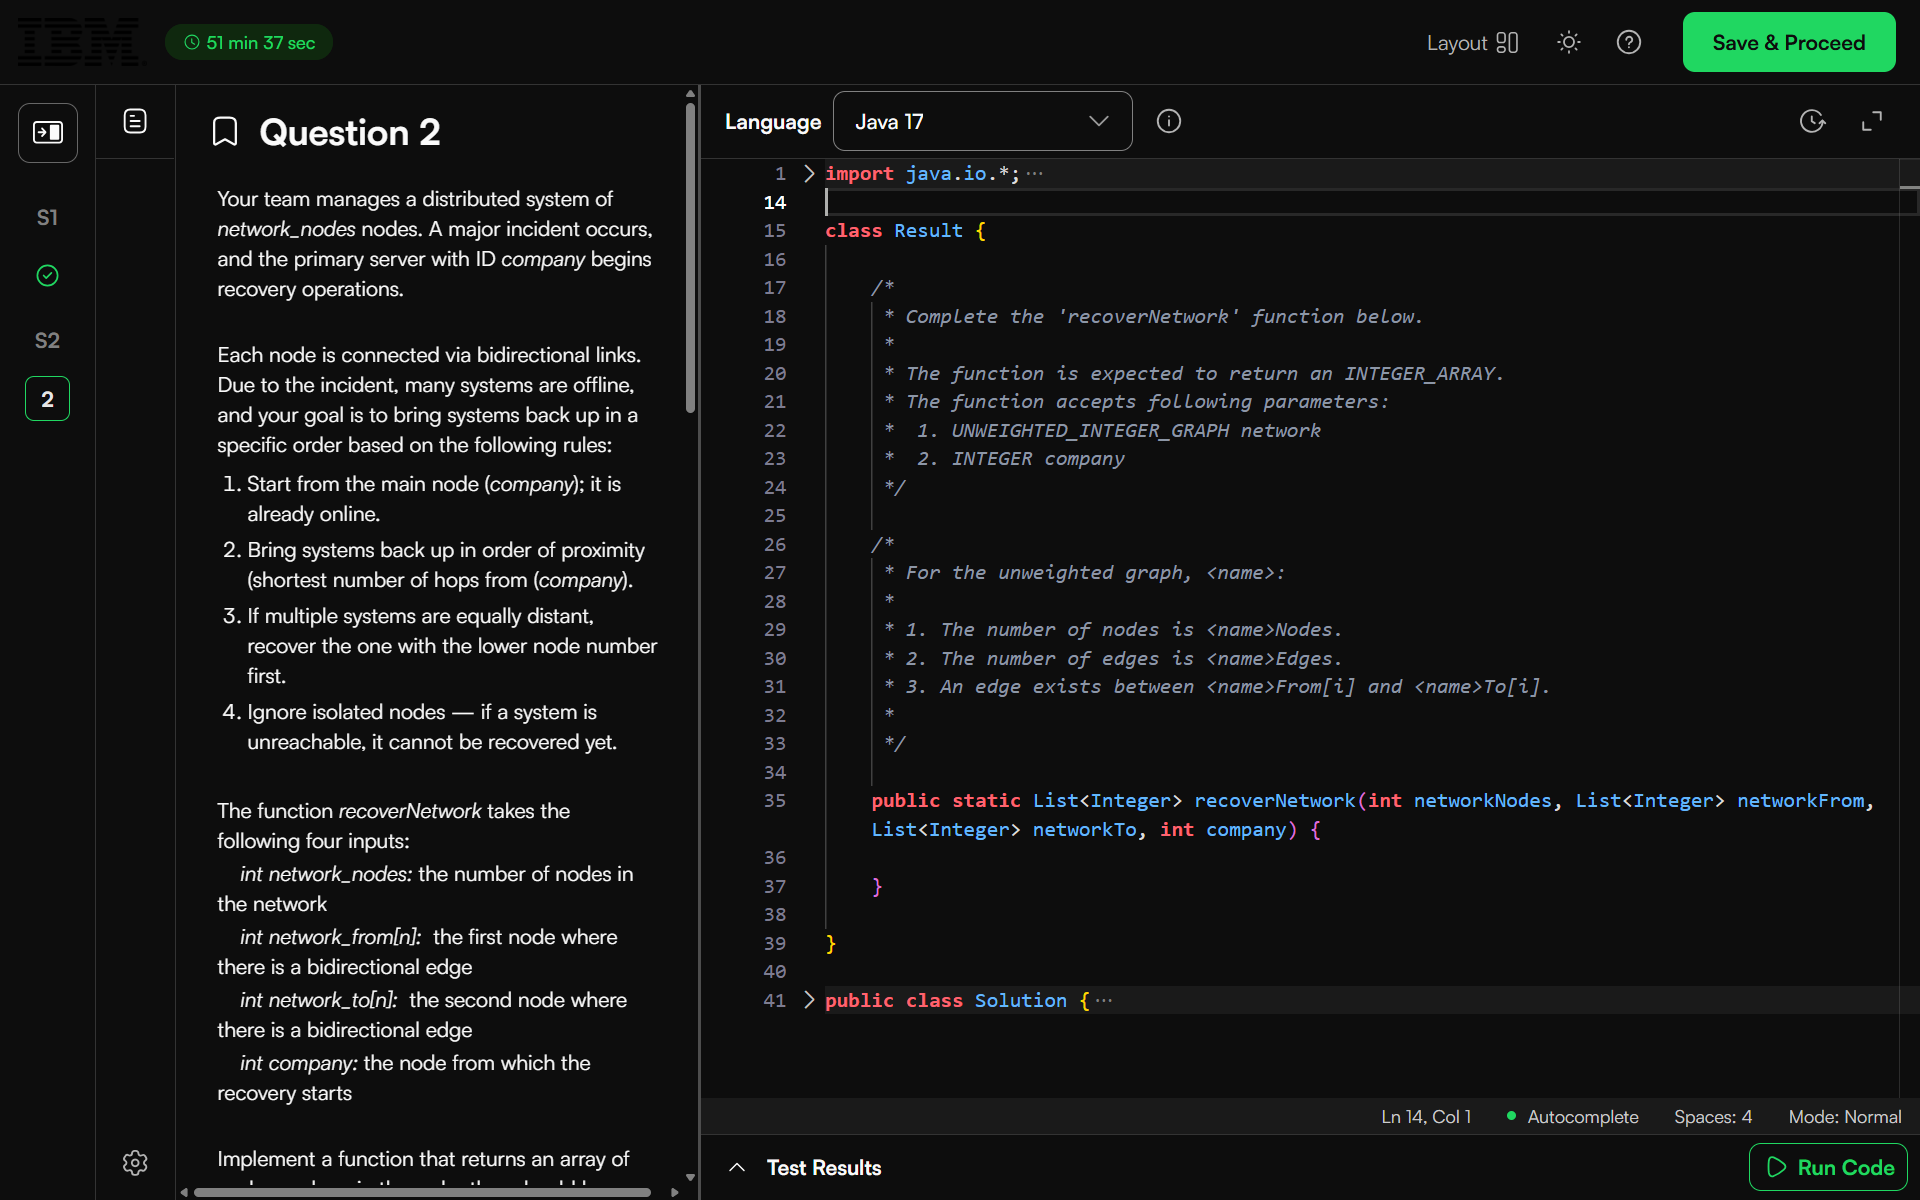 IBM
51 min 37 sec
Layout
Save & Proceed
S1
S2
2
Question 2
Your team manages a distributed system of
network_nodes nodes. A major incident occurs,
and the primary server with ID company begins
recovery operations.
Each node is connected via bidirectional links.
Due to the incident, many systems are offline,
and your goal is to bring systems back up in a
specific order based on the following rules:
1. Start from the main node (company); it is
already online.
2. Bring systems back up in order of proximity
(shortest number of hops from (company).
3. If multiple systems are equally distant,
recover the one with the lower node number
first.
4. Ignore isolated nodes — if a system is
unreachable, it cannot be recovered yet.
The function recoverNetwork takes the
following four inputs:
int network_nodes: the number of nodes in
the network
int network_from[n]: the first node where
there is a bidirectional edge
int network_to[n]: the second node where
there is a bidirectional edge
int company: the node from which the
recovery starts
Implement a function that returns an array of
Language
Java 17
1 import java.io.*; ···
14
15 class Result {
16
17 /*
18 * Complete the 'recoverNetwork' function below.
19 *
20 * The function is expected to return an INTEGER_ARRAY.
21 * The function accepts following parameters:
22 * 1. UNWEIGHTED_INTEGER_GRAPH network
23 * 2. INTEGER company
24 */
25
26 /*
27 * For the unweighted graph, <name>:
28 *
29 * 1. The number of nodes is <name>Nodes.
30 * 2. The number of edges is <name>Edges.
31 * 3. An edge exists between <name>From[i] and <name>To[i].
32 *
33 */
34
35 public static List<Integer> recoverNetwork(int networkNodes, List<Integer> networkFrom,
List<Integer> networkTo, int company) {
36
37 }
38
39 }
40
41 public class Solution { ···
Ln 14, Col 1
Autocomplete
Spaces: 4
Mode: Normal
Test Results
Run Code